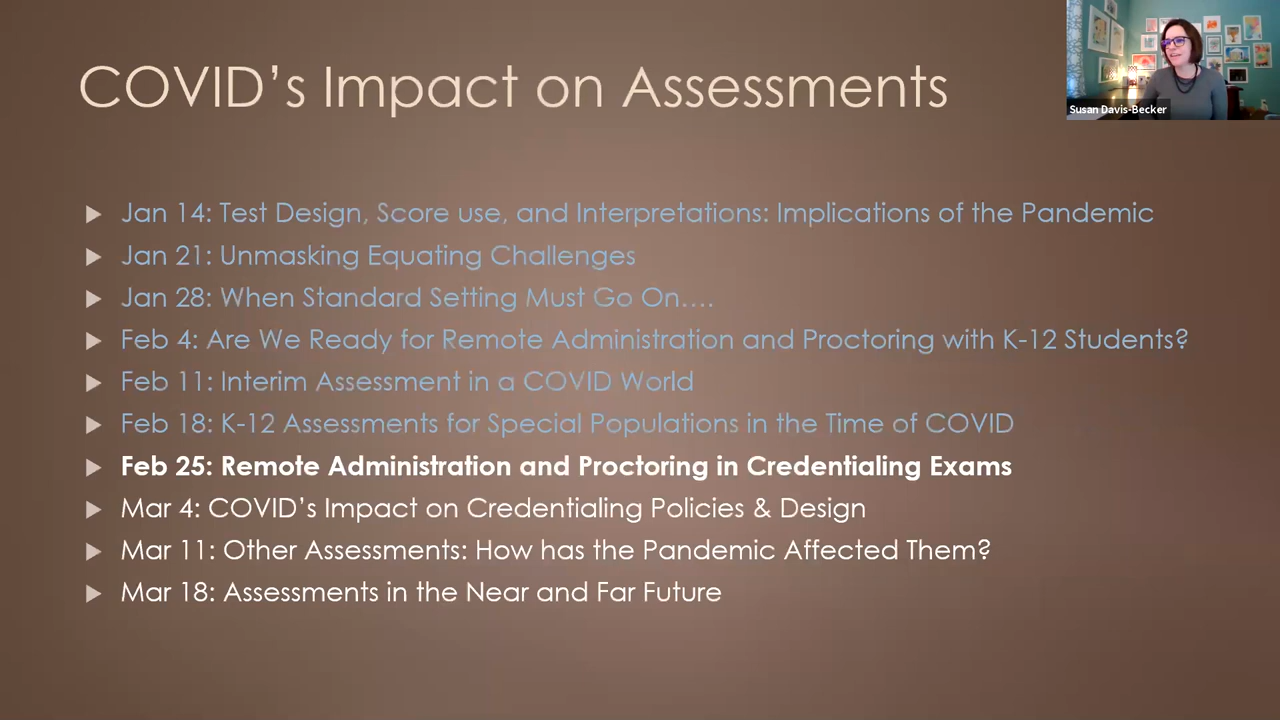 COVID’s Impact on Assessments
Susan Davis-Becker
Jan 14: Test Design, Score use, and Interpretations: Implications of the Pandemic
Jan 21: Unmasking Equating Challenges
Jan 28: When Standard Setting Must Go On….
Feb 4: Are We Ready for Remote Administration and Proctoring with K-12 Students?
Feb 11: Interim Assessment in a COVID World
Feb 18: K-12 Assessments for Special Populations in the Time of COVID
Feb 25: Remote Administration and Proctoring in Credentialing Exams
Mar 4: COVID’s Impact on Credentialing Policies & Design
Mar 11: Other Assessments: How has the Pandemic Affected Them?
Mar 18: Assessments in the Near and Far Future